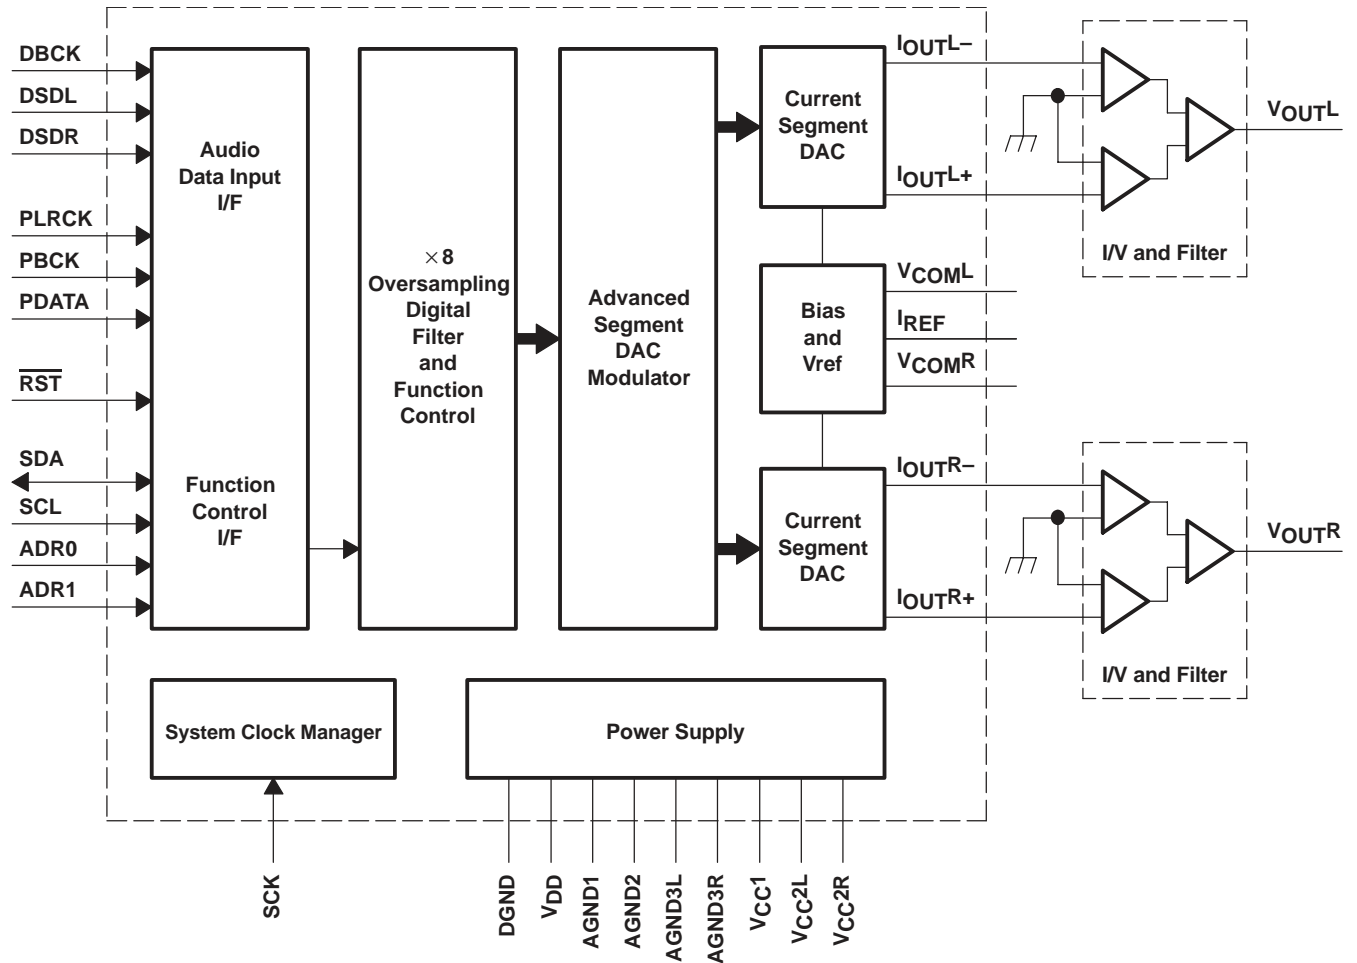 DBCK
DSDL
DSDR
PLRCK
PBCK
PDATA
RST
SDA
SCL
ADR0
ADR1
Audio
Data Input
I/F
Function
Control
I/F
×8
Oversampling
Digital
Filter
and
Function
Control
Advanced
Segment
DAC
Modulator
Current
Segment
DAC
Bias
and
Vref
Current
Segment
DAC
IOUTL–
IOUTL+
VCOML
IREF
VCOMR
IOUTR–
IOUTR+
I/V and Filter
VOUTL
I/V and Filter
VOUTR
System Clock Manager
Power Supply
SCK
DGND
VDD
AGND1
AGND2
AGND3L
AGND3R
VCC1
VCC2L
VCC2R